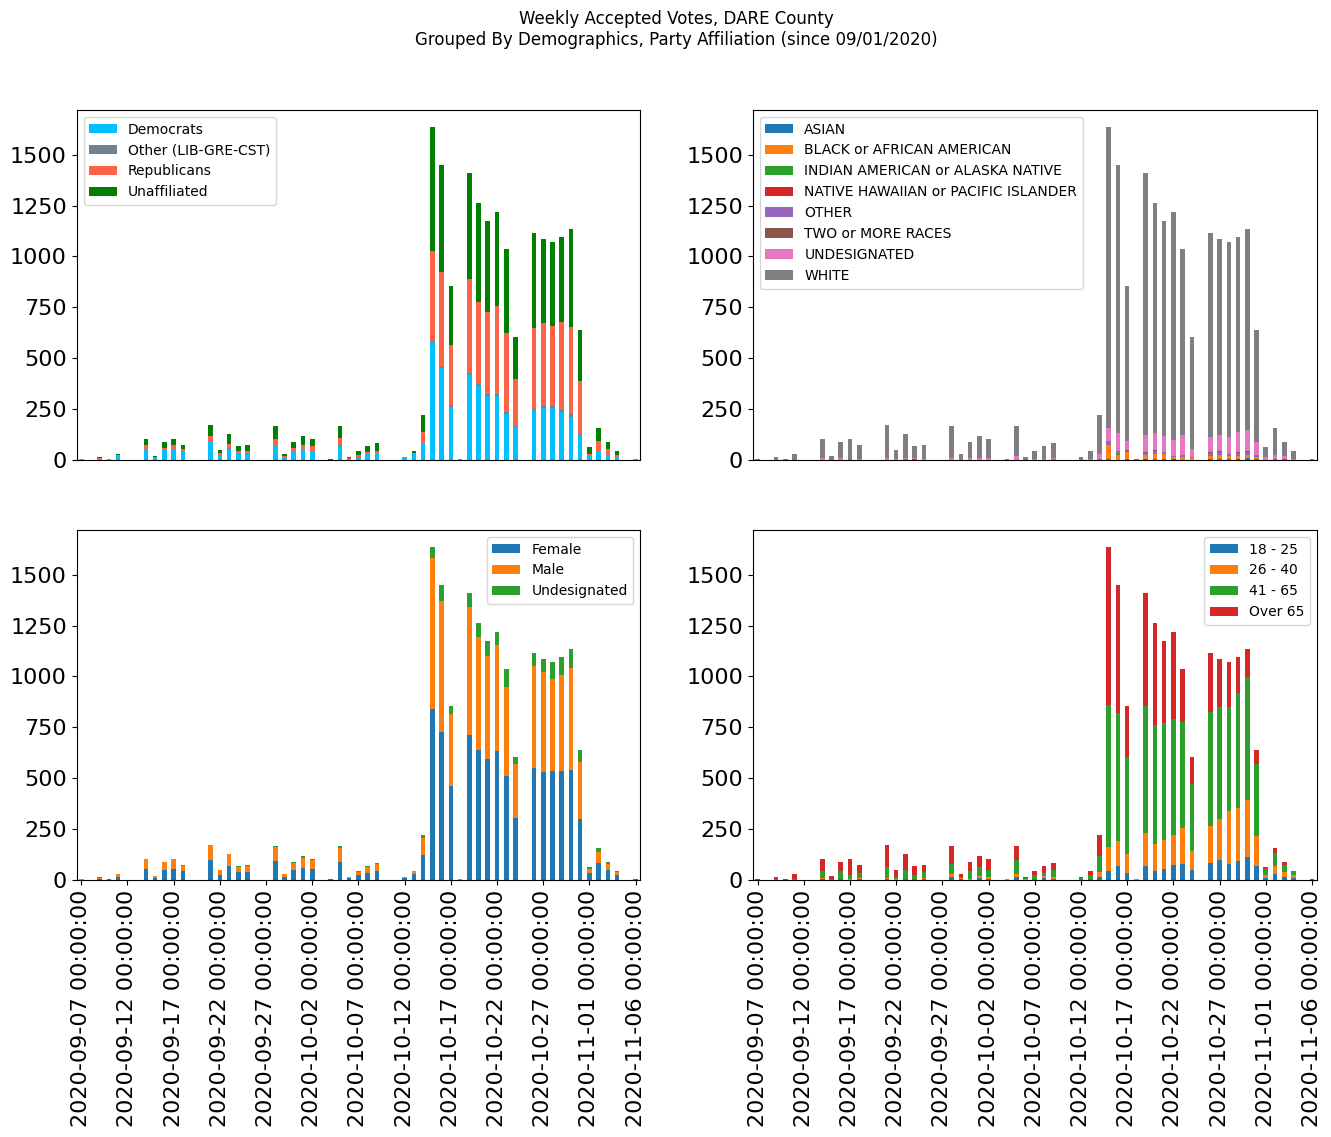 Weekly Accepted Votes, DARE County
Grouped By Demographics, Party Affiliation (since 09/01/2020)
Democrats
Other (LIB-GRE-CST)
Republicans
Unaffiliated
1500
1250
1000
750
500
250
0
ASIAN
BLACK or AFRICAN AMERICAN
INDIAN AMERICAN or ALASKA NATIVE
NATIVE HAWAIIAN or PACIFIC ISLANDER
OTHER
TWO or MORE RACES
UNDESIGNATED
WHITE
1500
1250
1000
750
500
250
0
Female
Male
Undesignated
1500
1250
1000
750
500
250
0
2020-09-07 00:00:00
2020-09-12 00:00:00
2020-09-17 00:00:00
2020-09-22 00:00:00
2020-09-27 00:00:00
2020-10-02 00:00:00
2020-10-07 00:00:00
2020-10-12 00:00:00
2020-10-17 00:00:00
2020-10-22 00:00:00
2020-10-27 00:00:00
2020-11-01 00:00:00
2020-11-06 00:00:00
18 - 25
26 - 40
41 - 65
Over 65
1500
1250
1000
750
500
250
0
2020-09-07 00:00:00
2020-09-12 00:00:00
2020-09-17 00:00:00
2020-09-22 00:00:00
2020-09-27 00:00:00
2020-10-02 00:00:00
2020-10-07 00:00:00
2020-10-12 00:00:00
2020-10-17 00:00:00
2020-10-22 00:00:00
2020-10-27 00:00:00
2020-11-01 00:00:00
2020-11-06 00:00:00